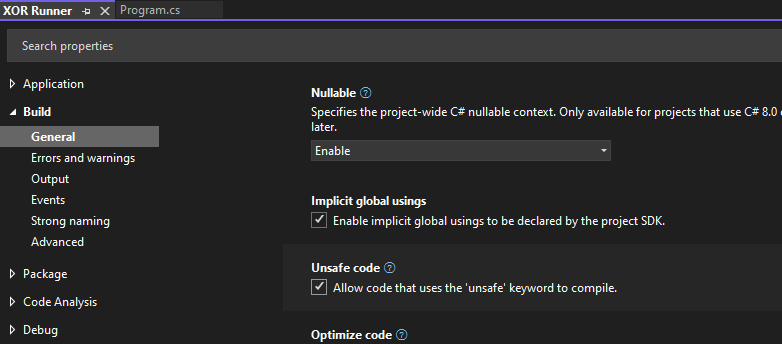 XOR Runner
Program.cs
Search properties
Application
Build
General
Errors and warnings
Output
Events
Strong naming
Advanced
Package
Code Analysis
Debug
Nullable
Specifies the project-wide C# nullable context. Only available for projects that use C# 8.0 
later.
Enable
Implicit global usings
Enable implicit global usings to be declared by the project SDK.
Unsafe code
Allow code that uses the 'unsafe' keyword to compile.
Optimize code